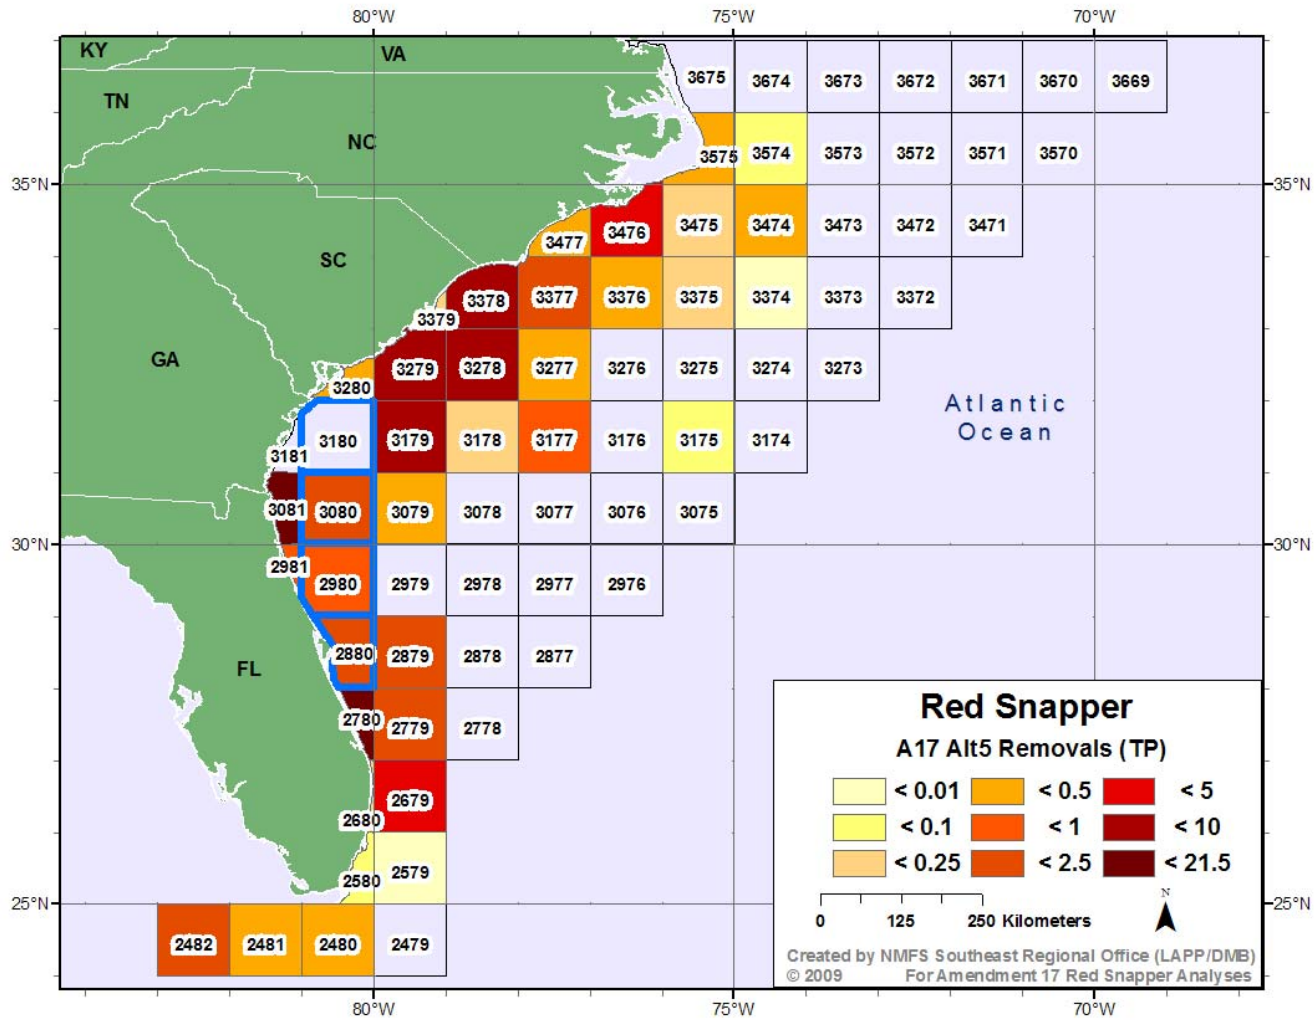 80°W 75°W 70°W
KY VA
3675 3674 3673 3672 3671 3670 3669
TN
NC
3575 3574 3573 3572 3571 3570
35°N 35°N
3477 3476 3475 3474 3473 3472 3471
SC
3379 3378 3377 3376 3375 3374 3373 3372
GA
3280 3279 3278 3277 3276 3275 3274 3273
Atlantic
Ocean
3181 3180 3179 3178 3177 3176 3175 3174
3081 3080 3079 3078 3077 3076 3075
30°N 30°N
2981 2980 2979 2978 2977 2976
FL
2880 2879 2878 2877
2780 2779 2778
2680 2679
2580 2579
25°N 25°N
2482 2481 2480 2479
Red Snapper
A17 Alt5 Removals (TP)
< 0.01 < 0.5 < 5
< 0.1 < 1 < 10
< 0.25 < 2.5 < 21.5
0 125 250 Kilometers
N
Created by NMFS Southeast Regional Office (LAPP/DMB)
© 2009 For Amendment 17 Red Snapper Analyses
80°W 75°W 70°W